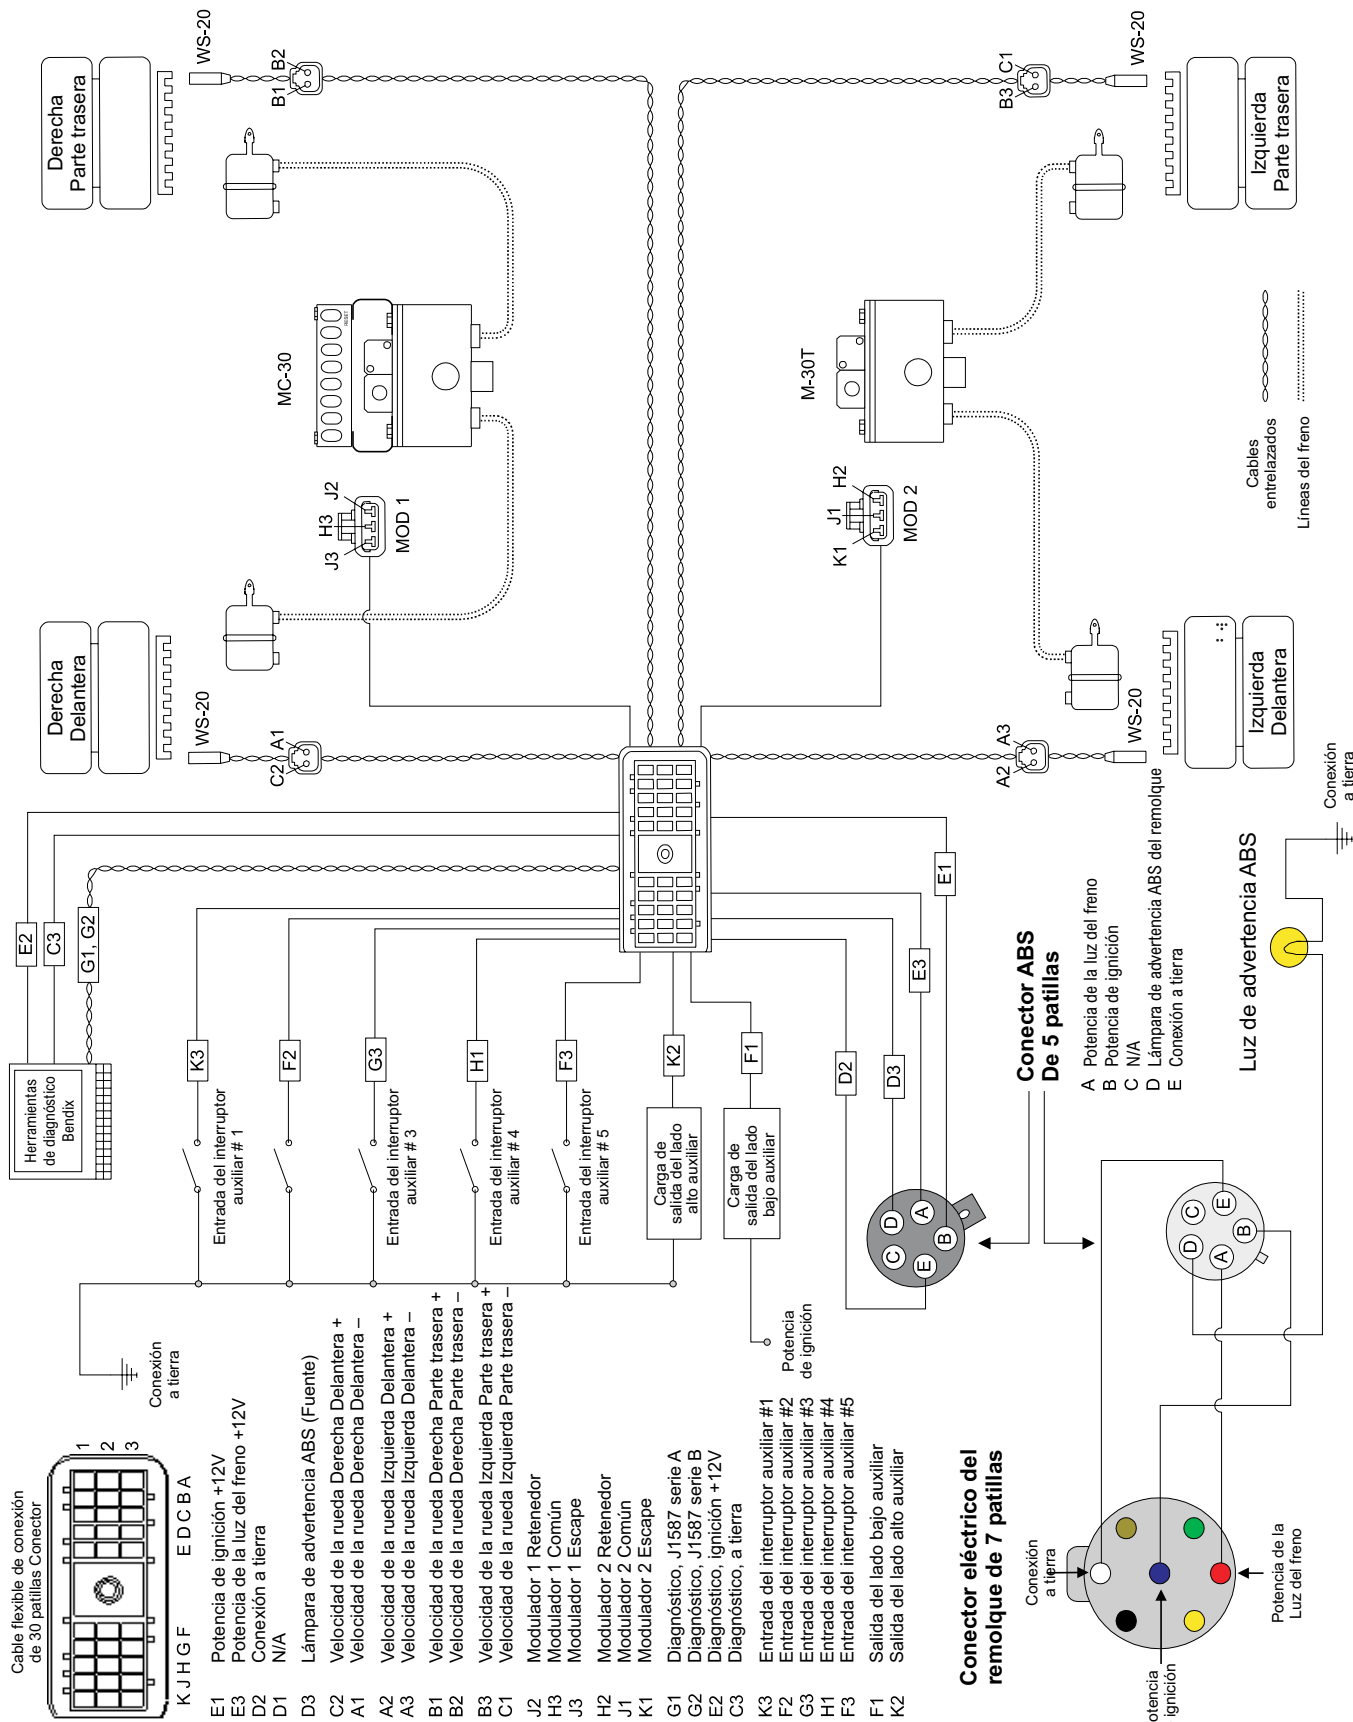 Cable flexible de conexión
de 30 patillas Conector
1
2
3
K J H G F
E D C B A
E1 Potencia de ignición +12V
E3 Potencia de la luz del freno +12V
D2 Conexión a tierra
D1 N/A
D3 Lámpara de advertencia ABS (Fuente)
C2 Velocidad de la rueda Derecha Delantera +
A1 Velocidad de la rueda Derecha Delantera –
A2 Velocidad de la rueda Izquierda Delantera +
A3 Velocidad de la rueda Izquierda Delantera –
B1 Velocidad de la rueda Derecha Parte trasera +
B2 Velocidad de la rueda Derecha Parte trasera –
B3 Velocidad de la rueda Izquierda Parte trasera +
C1 Velocidad de la rueda Izquierda Parte trasera –
J2 Modulador 1 Retenedor
H3 Modulador 1 Común
J3 Modulador 1 Escape
H2 Modulador 2 Retenedor
J1 Modulador 2 Común
K1 Modulador 2 Escape
G1 Diagnóstico, J1587 serie A
G2 Diagnóstico, J1587 serie B
E2 Diagnóstico, ignición +12V
C3 Diagnóstico, a tierra
K3 Entrada del interruptor auxiliar #1
F2 Entrada del interruptor auxiliar #2
G3 Entrada del interruptor auxiliar #3
H1 Entrada del interruptor auxiliar #4
F3 Entrada del interruptor auxiliar #5
F1 Salida del lado bajo auxiliar
K2 Salida del lado alto auxiliar
Conexión
a tierra
Herramientas
de diagnóstico
Bendix
E2
C3
G1, G2
K3
Entrada del interruptor
auxiliar # 1
F2
G3
Entrada del interruptor
auxiliar # 3
H1
Entrada del interruptor
auxiliar # 4
F3
Entrada del interruptor
auxiliar # 5
K2
Carga de
salida del lado
alto auxiliar
F1
Carga de
salida del lado
bajo auxiliar
Potencia
de ignición
D2
D3
E3
E1
C
D
E
A
B
Conector ABS
De 5 patillas
A Potencia de la luz del freno
B Potencia de ignición
C N/A
D Lámpara de advertencia ABS del remolque
E Conexión a tierra
D
C
A
E
B
Luz de advertencia ABS
Conexión
a tierra
Conector eléctrico del
remolque de 7 patillas
Conexión
a tierra
otencia
ignición
Potencia de la
Luz del freno
Derecha
Delantera
WS-20
C2
A1
Derecha
Parte trasera
WS-20
B1
B2
MC-30
RESET
J3
H3
J2
MOD 1
M-30T
K1
J1
H2
MOD 2
A2
A3
WS-20
Izquierda
Delantera
B3
C1
WS-20
Izquierda
Parte trasera
Cables
entrelazados
Líneas del freno